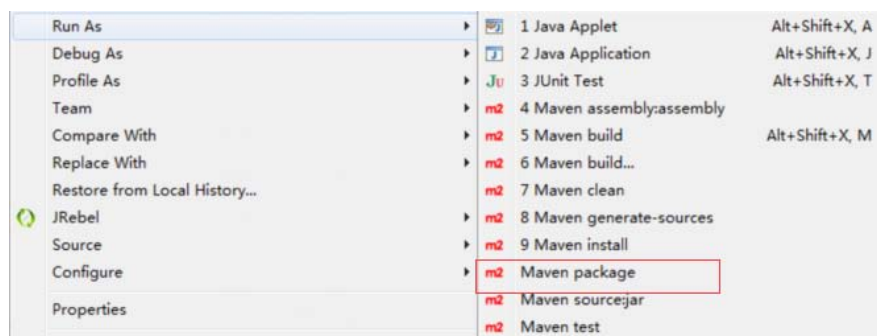 Run As
Debug As
Profile As
Team
Compare With
Replace With
Restore from Local History...
JRebel
Source
Configure
Properties
1 Java Applet Alt+Shift+X, A
2 Java Application Alt+Shift+X, J
Ju 3 JUnit Test Alt+Shift+X, T
m2 4 Maven assembly:assembly
m2 5 Maven build Alt+Shift+X, M
m2 6 Maven build...
m2 7 Maven clean
m2 8 Maven generate-sources
m2 9 Maven install
m2 Maven package
m2 Maven source:jar
m2 Maven test